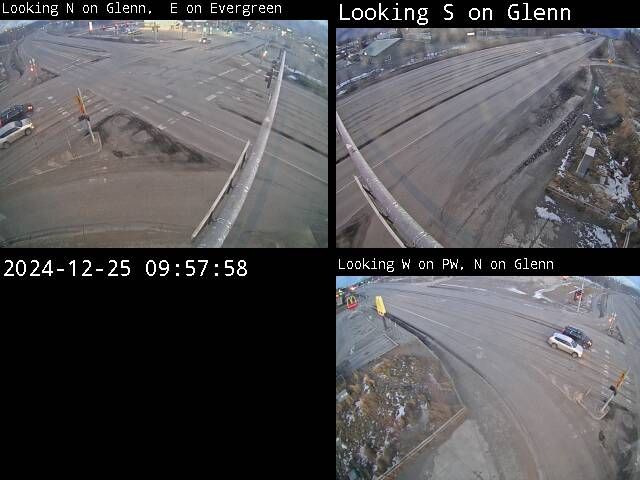 Looking N on Glenn,  E on Evergreen
Looking S on Glenn
2024-12-25 09:57:58
Looking W on PW, N on Glenn